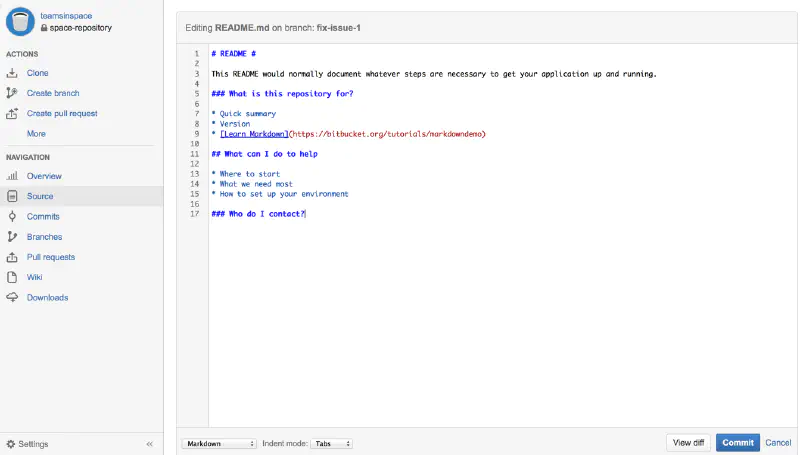 teamsinspace
space-repository
ACTIONS
Clone
Create branch
Create pull request
More
NAVIGATION
Overview
Source
Commits
Branches
Pull requests
Wiki
Downloads
Settings
Editing README.md on branch: fix-issue-1
1 # README #
2
3 This README would normally document whatever steps are necessary to get your application up and running.
4
5 ### What is this repository for?
6
7 * Quick summary
8 * Version
9 * [Learn Markdown](https://bitbucket.org/tutorials/markdowndemo)
10
11 ## What can I do to help
12
13 * Where to start
14 * What we need most
15 * How to set up your environment
16
17 ### Who do I contact?
Markdown Indent mode: Tabs View diff Commit Cancel